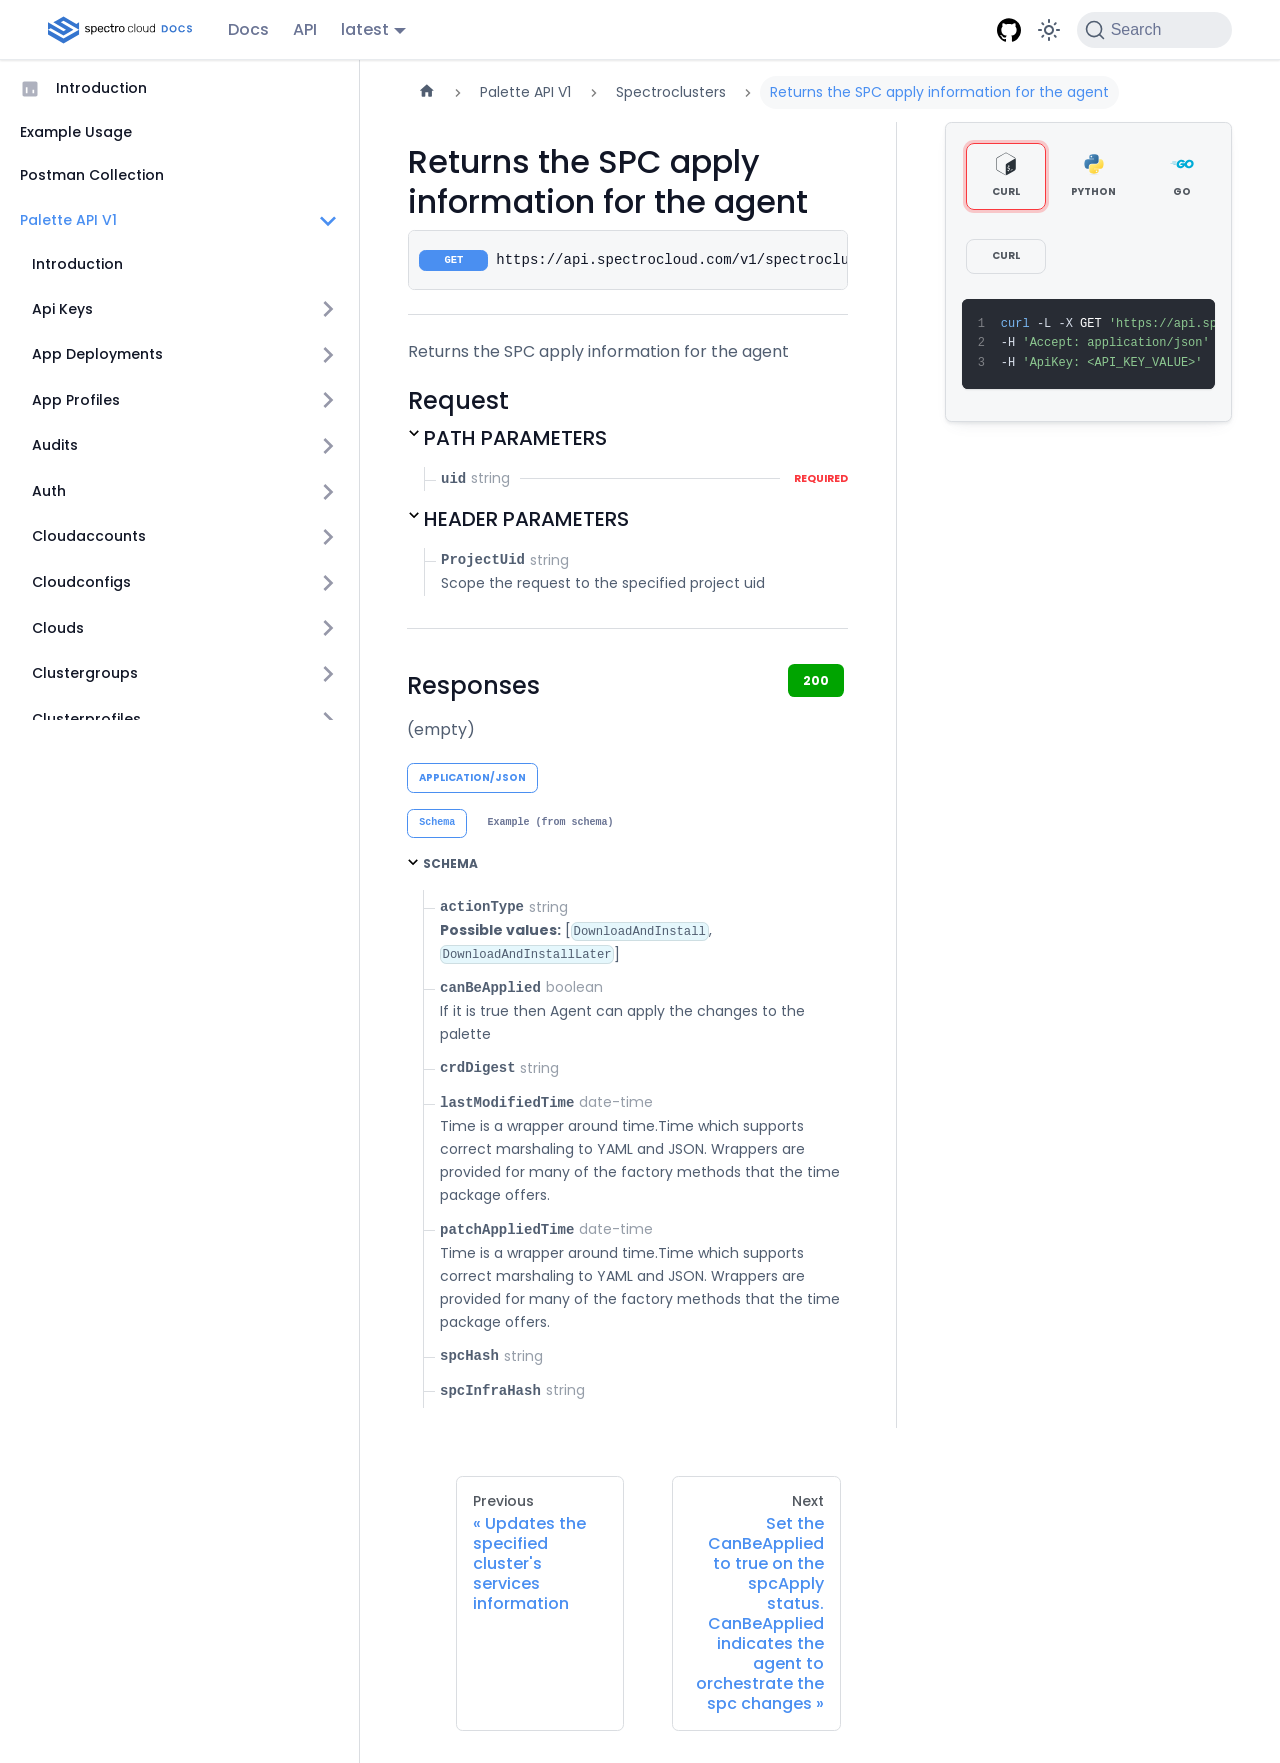 spectro cloud DOCS
Docs
API
latest
Search
Introduction
Example Usage
Postman Collection
Palette API V1
Introduction
Api Keys
App Deployments
App Profiles
Audits
Auth
Cloudaccounts
Cloudconfigs
Clouds
Clustergroups
Clusterprofiles
Palette API V1
Spectroclusters
Returns the SPC apply information for the agent
Returns the SPC apply
information for the agent
GET https://api.spectrocloud.com/v1/spectroclu
Returns the SPC apply information for the agent
Request
PATH PARAMETERS
uid string REQUIRED
HEADER PARAMETERS
ProjectUid string
Scope the request to the specified project uid
Responses
200
(empty)
APPLICATION/JSON
Schema
Example (from schema)
SCHEMA
actionType string
Possible values: [DownloadAndInstall,
DownloadAndInstallLater]
canBeApplied boolean
If it is true then Agent can apply the changes to the
palette
crdDigest string
lastModifiedTime date-time
Time is a wrapper around time.Time which supports
correct marshaling to YAML and JSON. Wrappers are
provided for many of the factory methods that the time
package offers.
patchAppliedTime date-time
Time is a wrapper around time.Time which supports
correct marshaling to YAML and JSON. Wrappers are
provided for many of the factory methods that the time
package offers.
spcHash string
spcInfraHash string
CURL
PYTHON
GO
CURL
1 curl -L -X GET 'https://api.sp
2 -H 'Accept: application/json'
3 -H 'ApiKey: <API_KEY_VALUE>'
Previous
« Updates the
specified
cluster's
services
information
Next
Set the
CanBeApplied
to true on the
spcApply
status.
CanBeApplied
indicates the
agent to
orchestrate the
spc changes »